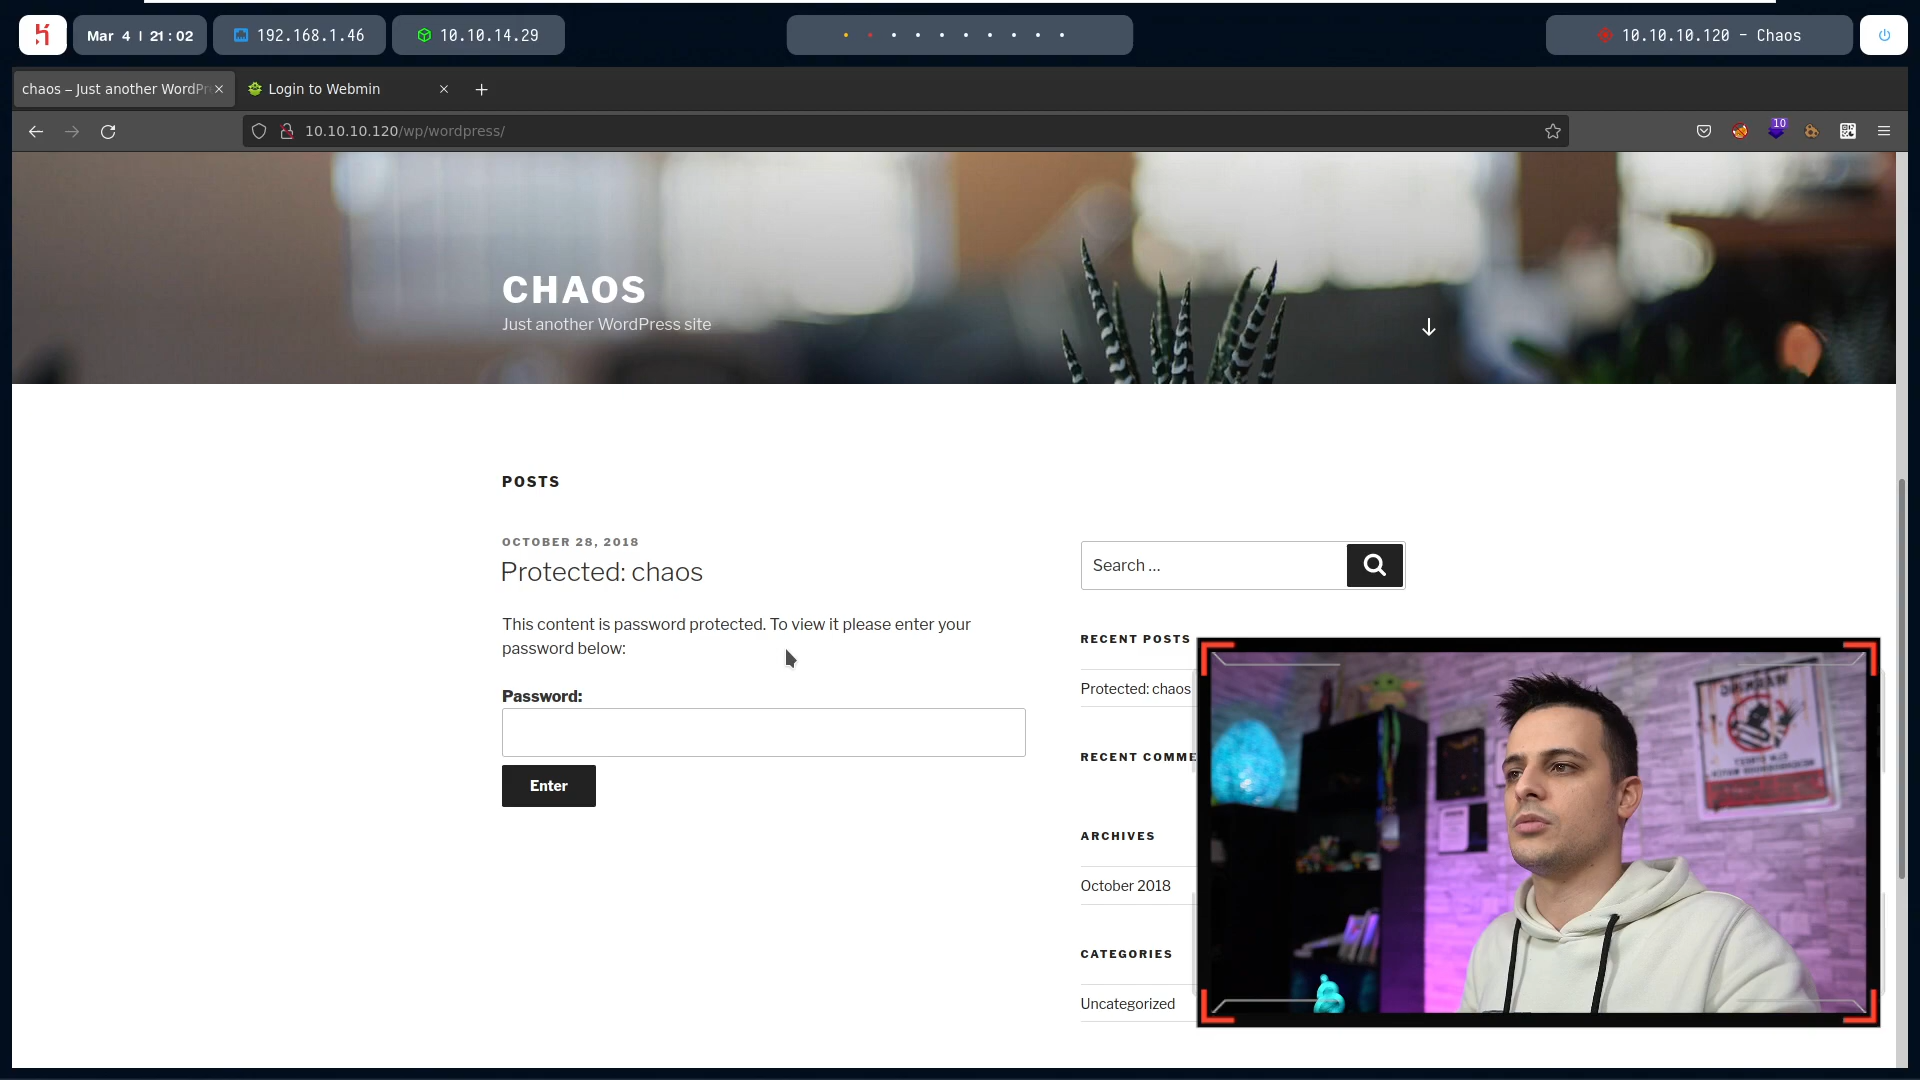 Mar 4 | 21:02
192.168.1.46
10.10.14.29
10.10.10.120 - Chaos
chaos – Just another WordPr
Login to Webmin
10.10.10.120/wp/wordpress/
10
CHAOS
Just another WordPress site
POSTS
OCTOBER 28, 2018
Protected: chaos
This content is password protected. To view it please enter your
password below:
Password:
Enter
Search …
RECENT POSTS
Protected: chaos
RECENT COMME
ARCHIVES
October 2018
CATEGORIES
Uncategorized